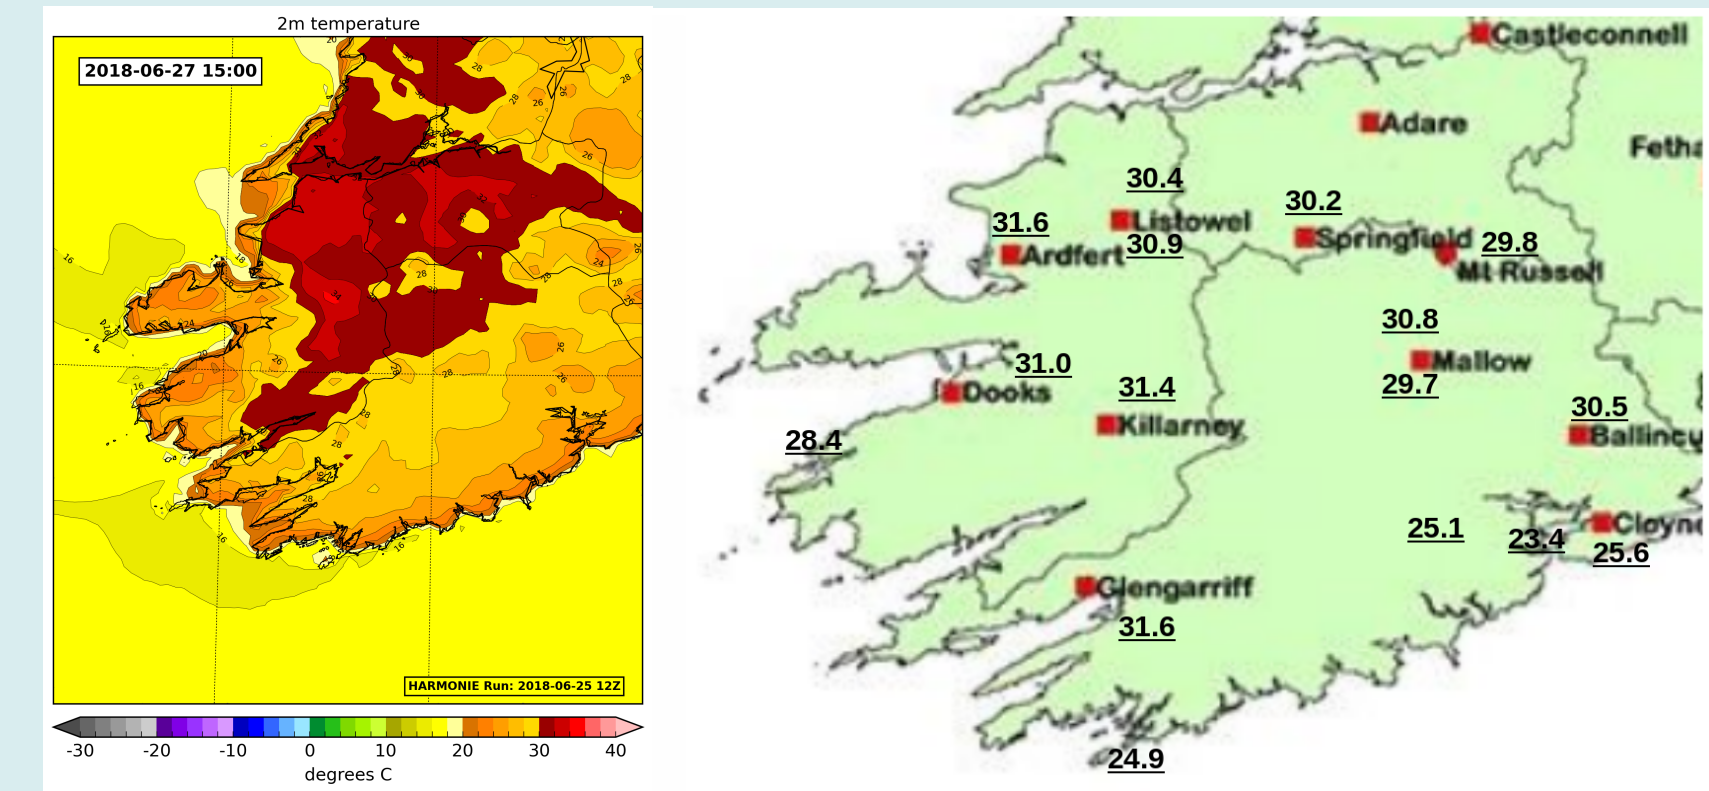 2m temperature
2018-06-27 15:00
HARMONIE Run: 2018-06-25 12Z
-30 -20 -10 0 10 20 30 40
degrees C
Castleconnell
Adare
Fetha
30.4
30.2
31.6
Listowel
Springfield
29.8
Ardfert
30.9
Mt Russell
30.8
Mallow
31.0
29.7
31.4
Dooks
30.5
Killarney
Ballincu
28.4
25.1
23.4
Cloyne
25.6
Glengarriff
31.6
24.9